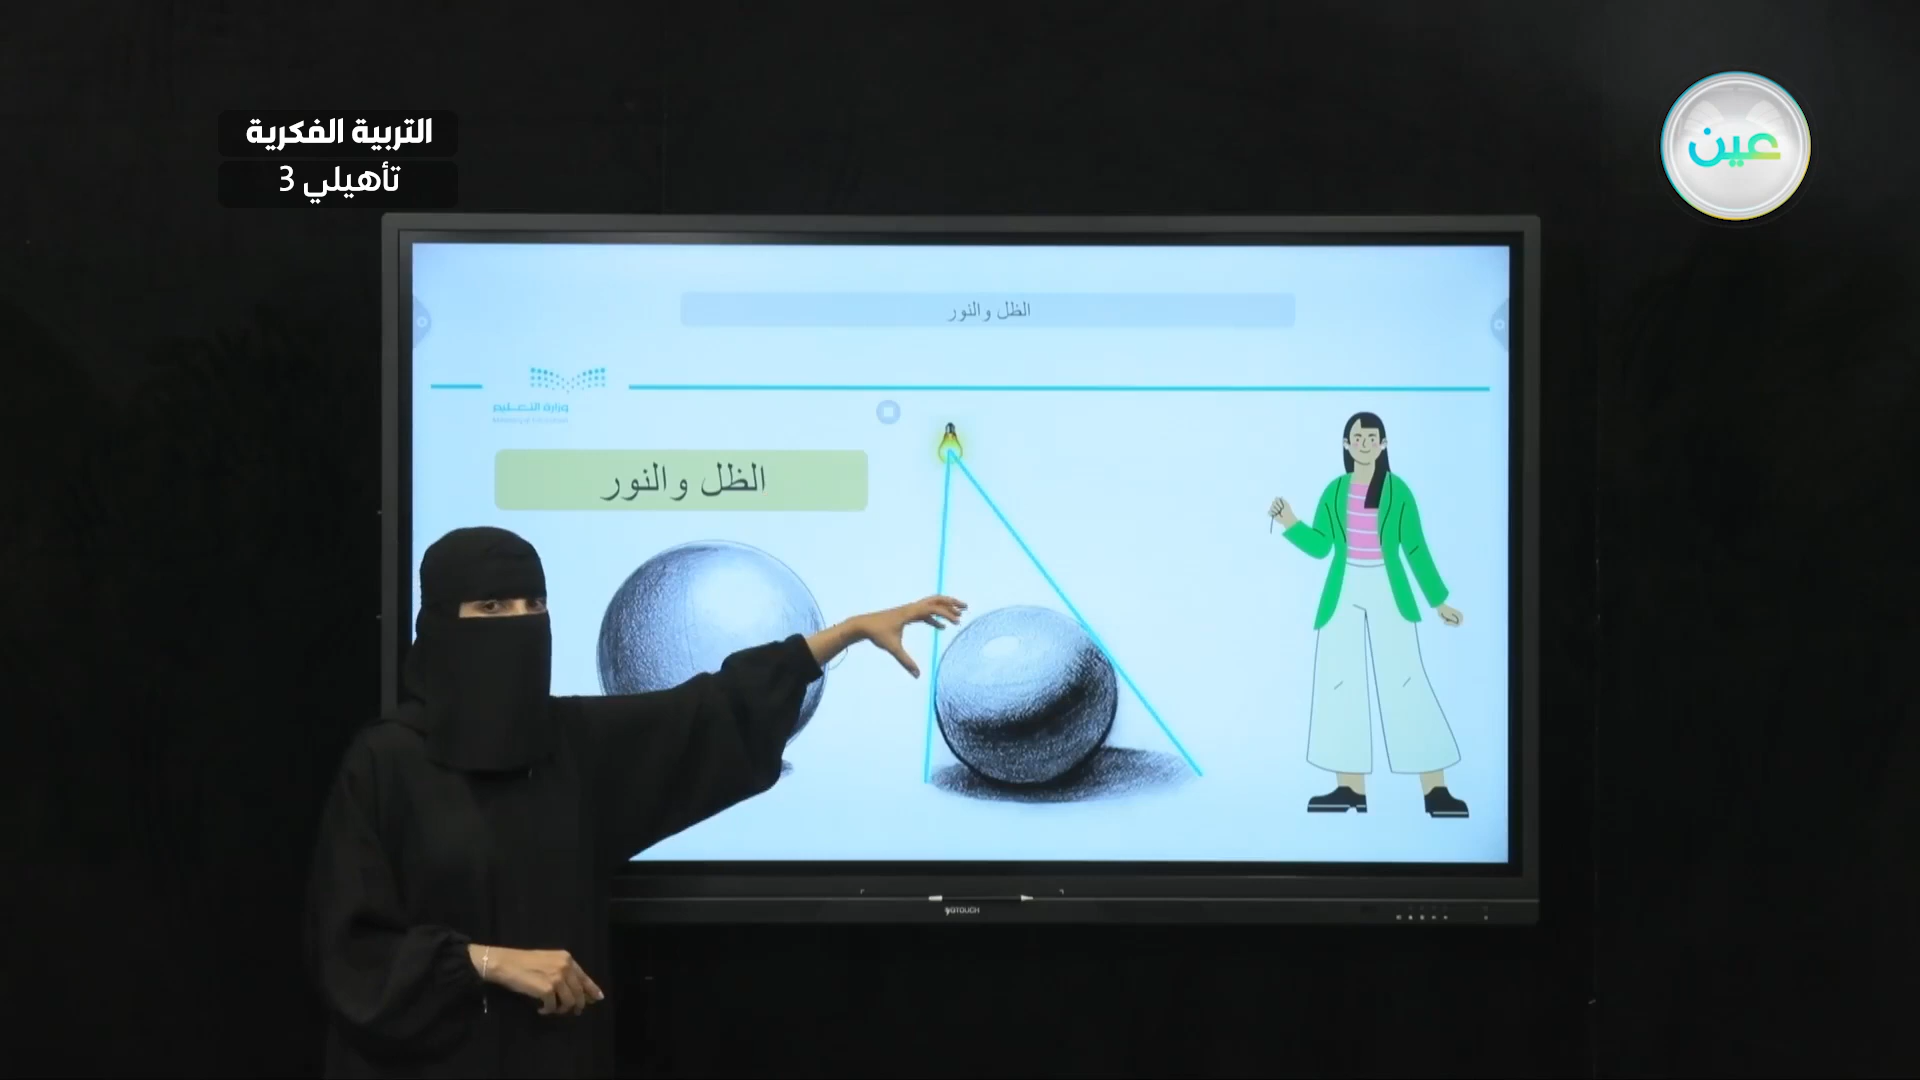 التربية الفكرية
تأهيلي 3
عين
الظل والنور
وزارة التعليم
الظل والنور